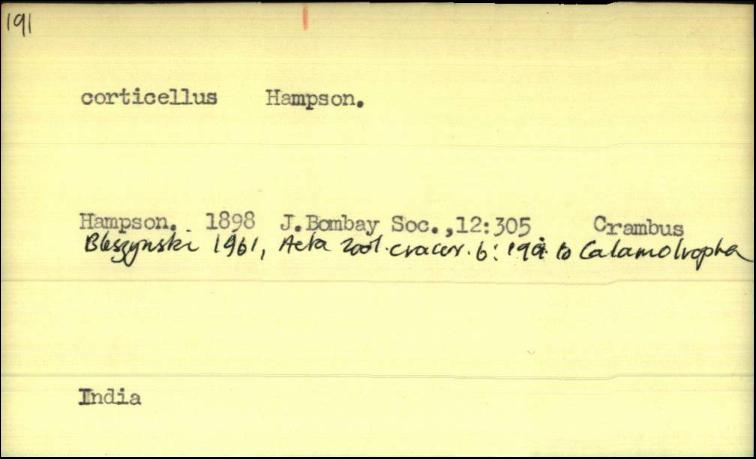 191
corticellus Hampson.
Hampson. 1898 J.Bombay Soc.,12:305 Crambus
Bleszynski 1961, Acta zool. cracov. 6: to Calamotropha
India